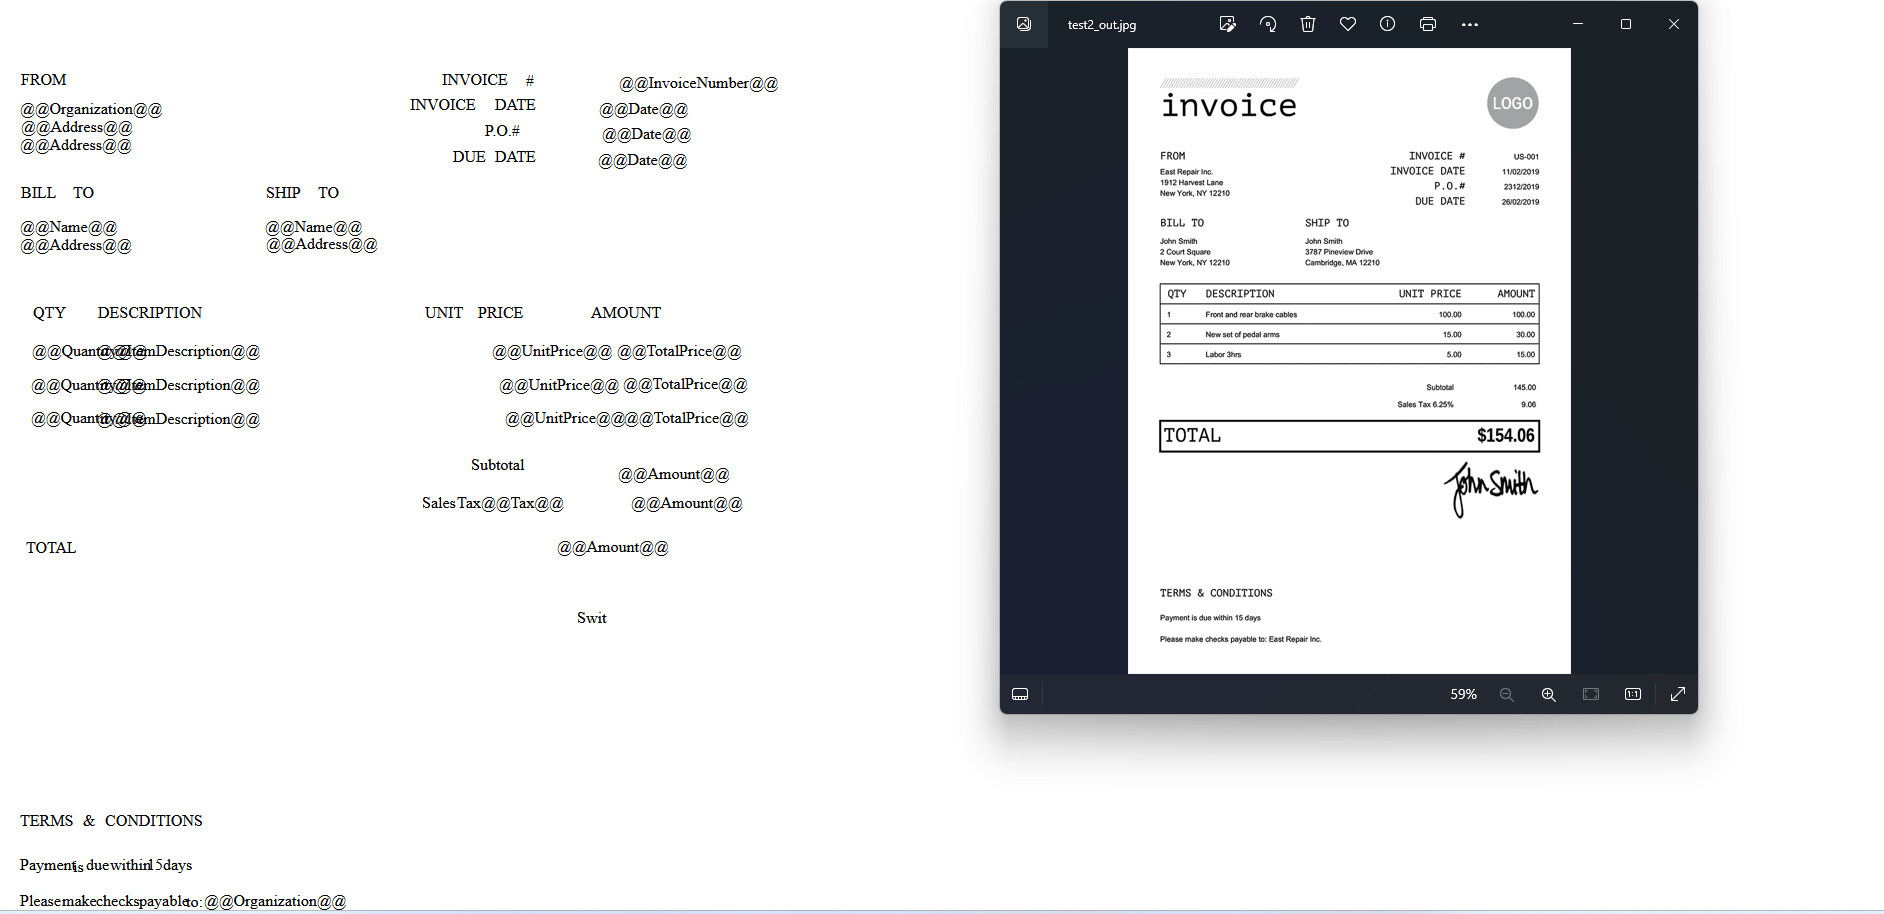 FROM
INVOICE #
@@InvoiceNumber@@
@@Organization@@
INVOICE DATE
@@Date@@
@@Address@@
P.O.#
@@Date@@
@@Address@@
DUE DATE
@@Date@@
BILL TO
SHIP TO
@@Name@@
@@Name@@
@@Address@@
@@Address@@
QTY DESCRIPTION UNIT PRICE AMOUNT
@@Quantity@@ @@ItemDescription@@ @@UnitPrice@@ @@TotalPrice@@
@@Quantity@@ @@ItemDescription@@ @@UnitPrice@@ @@TotalPrice@@
@@Quantity@@ @@ItemDescription@@ @@UnitPrice@@ @@TotalPrice@@
Subtotal @@Amount@@
Sales Tax @@Tax@@ @@Amount@@
TOTAL @@Amount@@
Swit
TERMS & CONDITIONS
Payment is due within 15 days
Please make checks payable to: @@Organization@@
test2_out.jpg
invoice
LOGO
FROM
East Repair Inc.
1912 Harvest Lane
New York, NY 12210
INVOICE # US-001
INVOICE DATE 11/02/2019
P.O.# 2312/2019
DUE DATE 26/02/2019
BILL TO
John Smith
2 Court Square
New York, NY 12210
SHIP TO
John Smith
3787 Pineview Drive
Cambridge, MA 12210
QTY DESCRIPTION UNIT PRICE AMOUNT
1 Front and rear brake cables 100.00 100.00
2 New set of pedal arms 15.00 30.00
3 Labor 3hrs 5.00 15.00
Subtotal 145.00
Sales Tax 6.25% 9.06
TOTAL $154.06
John Smith
TERMS & CONDITIONS
Payment is due within 15 days
Please make checks payable to: East Repair Inc.
59%
1:1